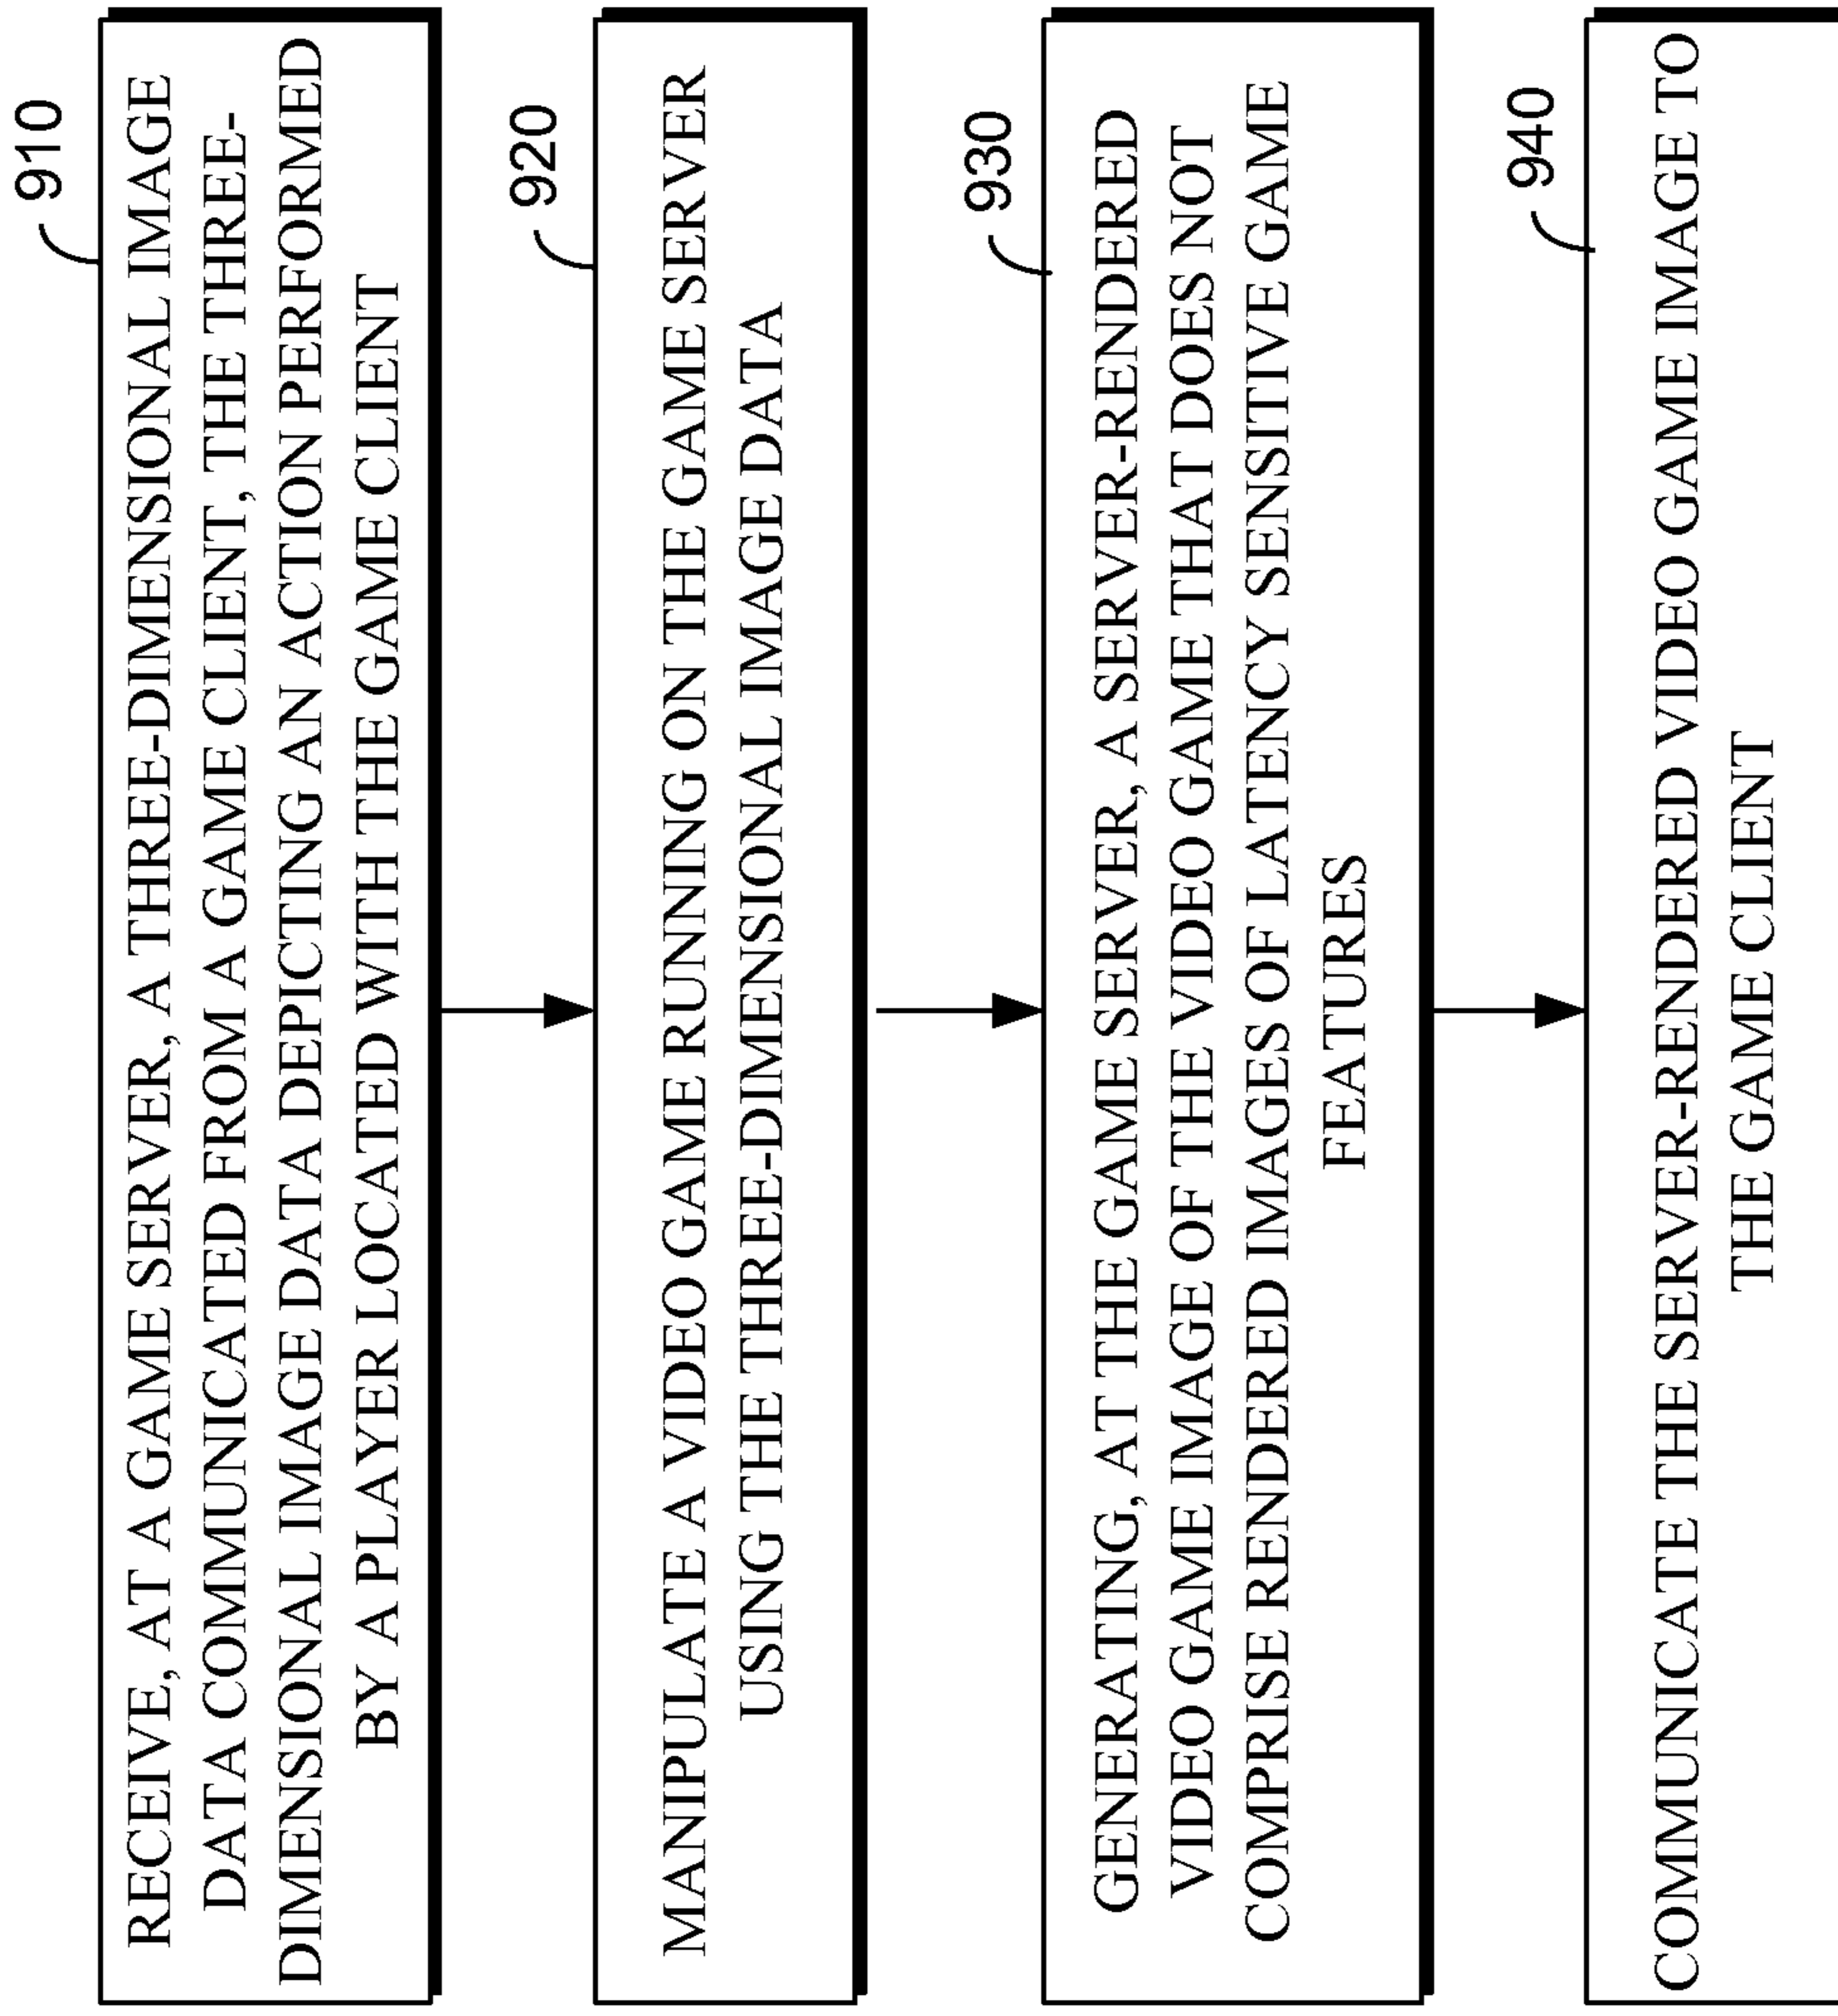 910
RECEIVE, AT A GAME SERVER, A THREE-DIMENSIONAL IMAGE
DATA COMMUNICATED FROM A GAME CLIENT, THE THREE-
DIMENSIONAL IMAGE DATA DEPICTING AN ACTION PERFORMED
BY A PLAYER LOCATED WITH THE GAME CLIENT
920
MANIPULATE A VIDEO GAME RUNNING ON THE GAME SERVER
USING THE THREE-DIMENSIONAL IMAGE DATA
930
GENERATING, AT THE GAME SERVER, A SERVER-RENDERED
VIDEO GAME IMAGE OF THE VIDEO GAME THAT DOES NOT
COMPRISE RENDERED IMAGES OF LATENCY SENSITIVE GAME
FEATURES
940
COMMUNICATE THE SERVER-RENDERED VIDEO GAME IMAGE TO
THE GAME CLIENT